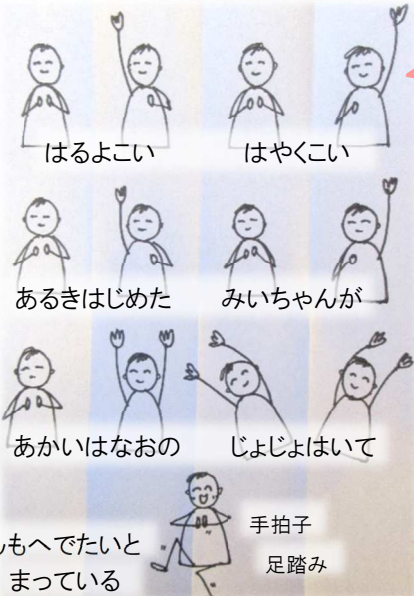 はるよこい
はやくこい
あるきはじめた
みいちゃんが
あかいはなおの
じょじょはいて
んもへでたいと
まっている
手拍子
足踏み